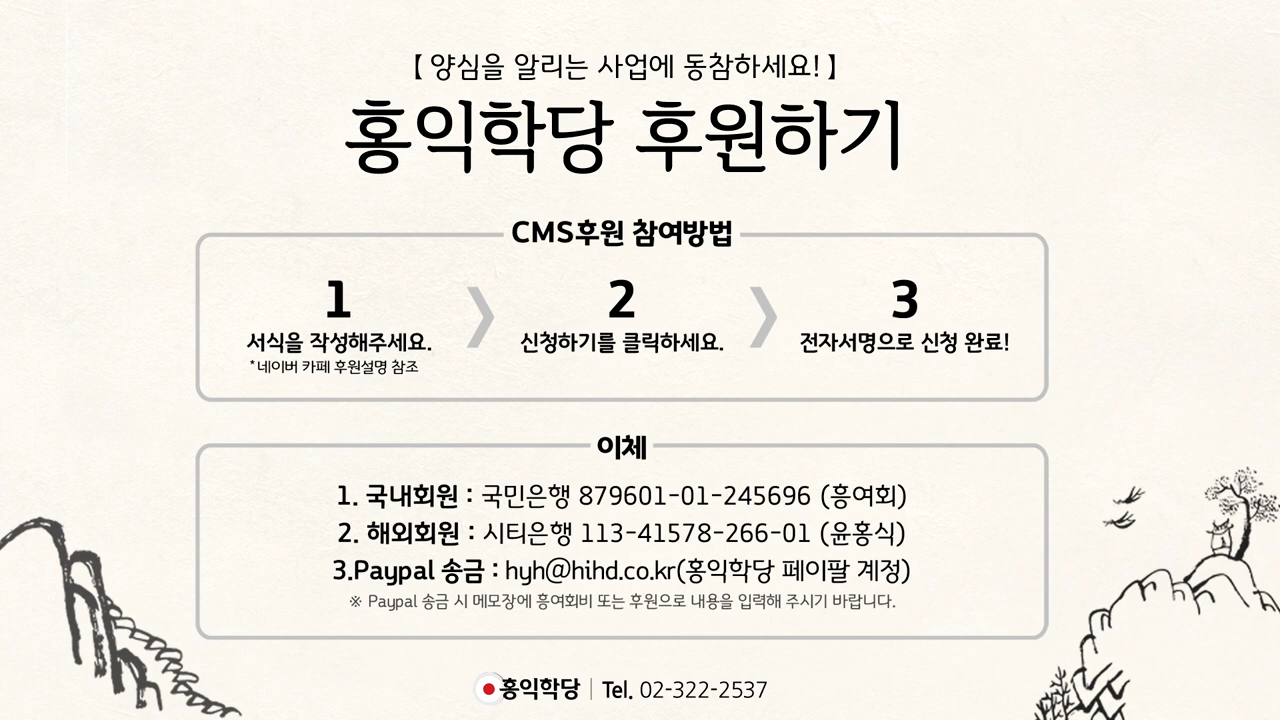 【 양심을 알리는 사업에 동참하세요! 】
홍익학당 후원하기
CMS후원 참여방법
1
서식을 작성해주세요.
*네이버 카페 후원설명 참조
2
신청하기를 클릭하세요.
3
전자서명으로 신청 완료!
이체
1. 국내회원 : 국민은행 879601-01-245696 (흥여회)
2. 해외회원 : 시티은행 113-41578-266-01 (윤홍식)
3.Paypal 송금 : hyh@hihd.co.kr(홍익학당 페이팔 계정)
※ Paypal 송금 시 메모장에 흥여회비 또는 후원으로 내용을 입력해 주시기 바랍니다.
홍익학당 | Tel. 02-322-2537